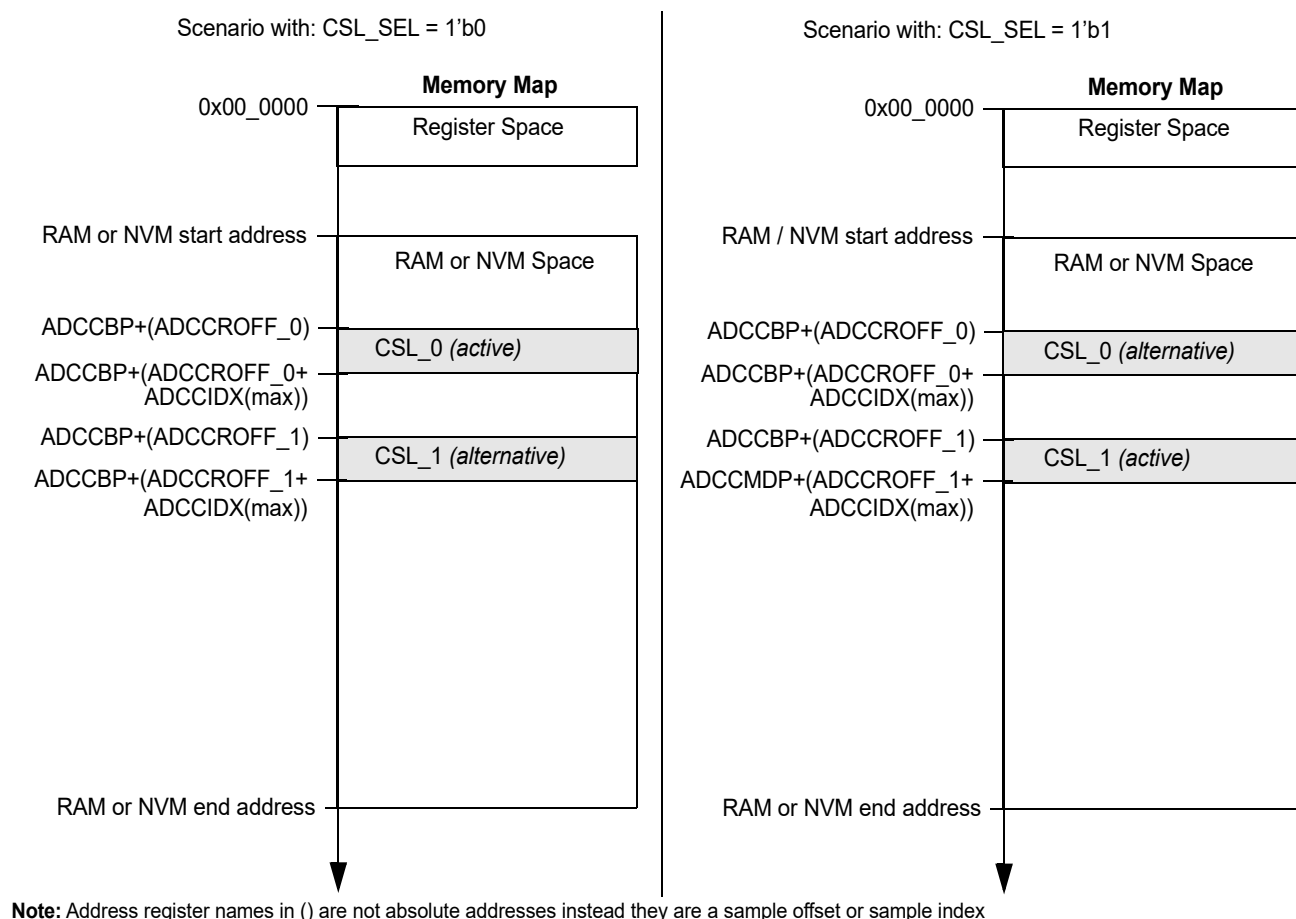 Scenario with: CSL_SEL = 1’b0
Memory Map
0x00_0000
Register Space
RAM or NVM start address
RAM or NVM Space
ADCCBP+(ADCCROFF_0)
CSL_0 (active)
ADCCBP+(ADCCROFF_0+
ADCCIDX(max))
ADCCBP+(ADCCROFF_1)
CSL_1 (alternative)
ADCCBP+(ADCCROFF_1+
ADCCIDX(max))
RAM or NVM end address
Scenario with: CSL_SEL = 1’b1
Memory Map
0x00_0000
Register Space
RAM / NVM start address
RAM or NVM Space
ADCCBP+(ADCCROFF_0)
CSL_0 (alternative)
ADCCBP+(ADCCROFF_0+
ADCCIDX(max))
ADCCBP+(ADCCROFF_1)
CSL_1 (active)
ADCCMDP+(ADCCROFF_1+
ADCCIDX(max))
RAM or NVM end address
Note: Address register names in () are not absolute addresses instead they are a sample offset or sample index